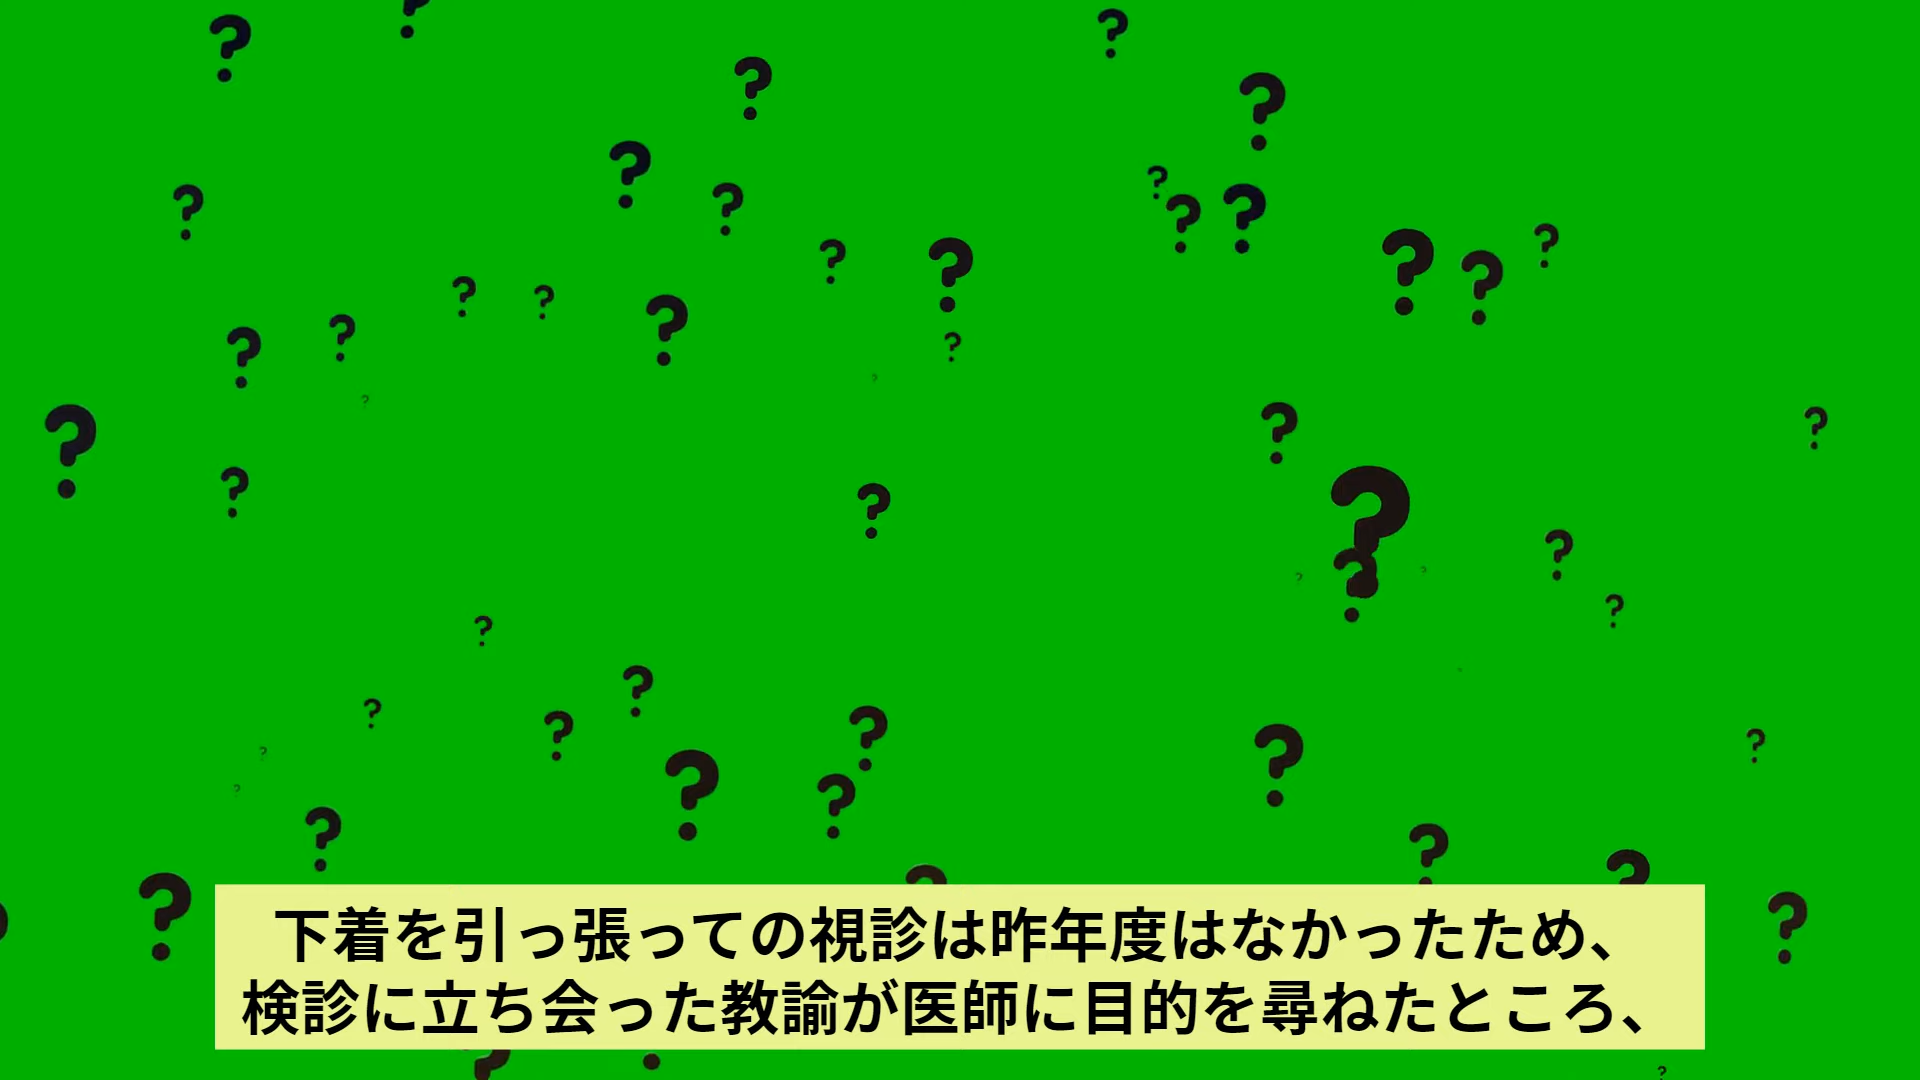 下着を引っ張っての視診は昨年度はなかったため、
検診に立ち会った教諭が医師に目的を尋ねたところ、